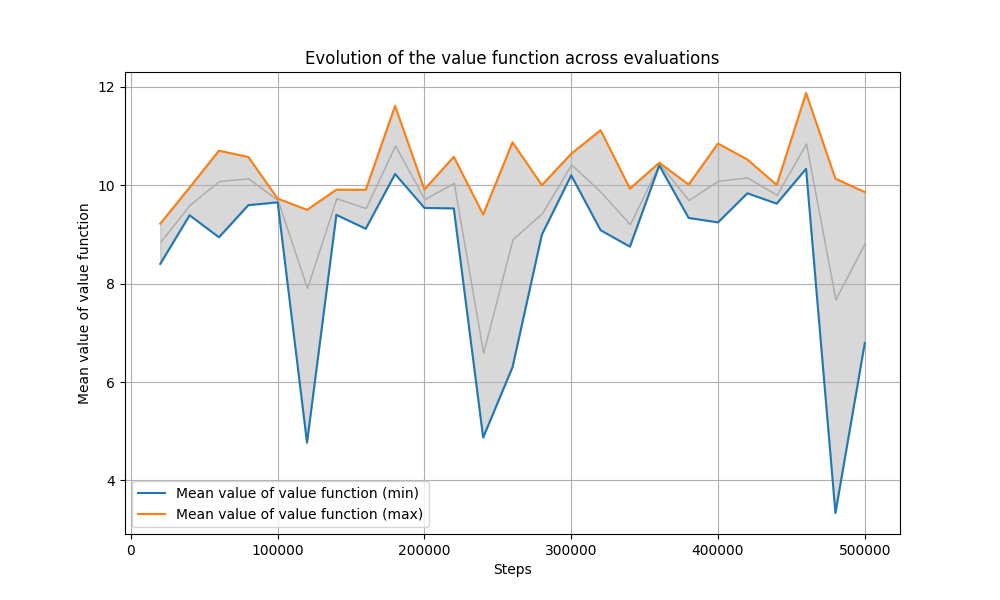 Evolution of the value function across evaluations
Mean value of value function
12
10
8
6
4
Mean value of value function (min)
Mean value of value function (max)
0
100000
200000
300000
400000
500000
Steps